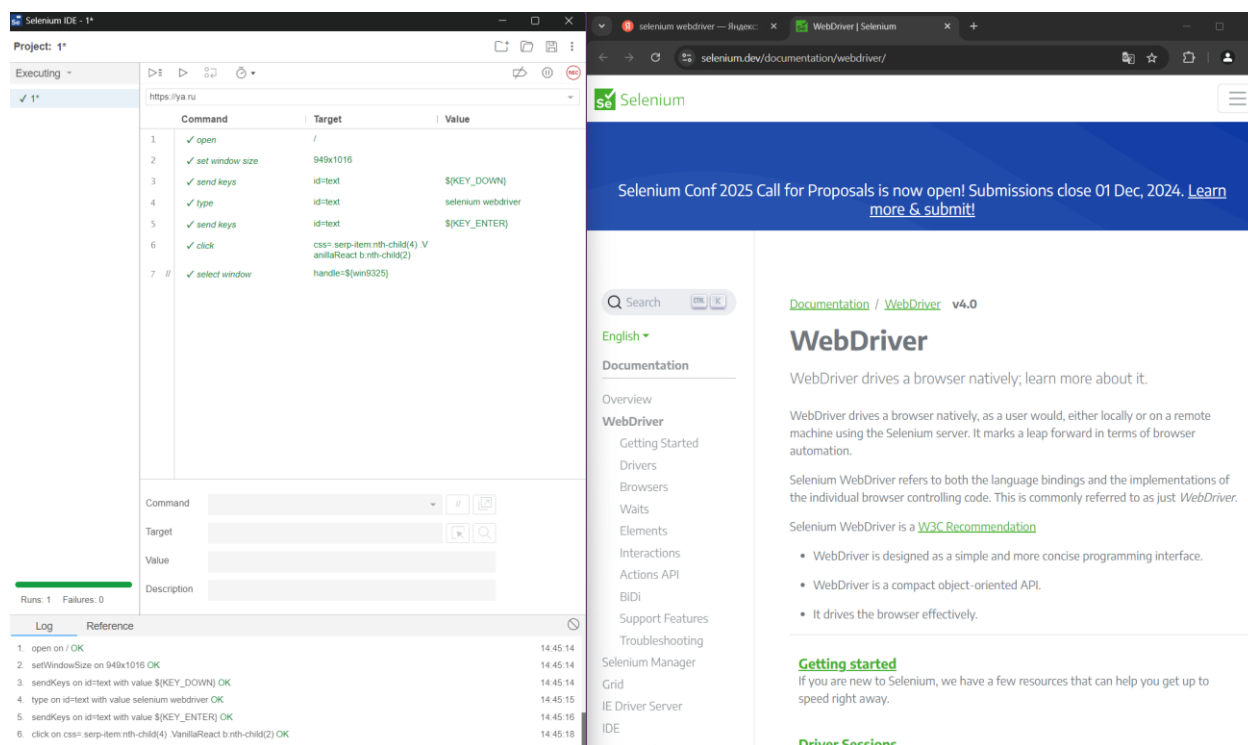 Selenium IDE - 1*
Project: 1*
Executing
✓ 1*
https://ya.ru
Command Target Value
1 ✓ open /
2 ✓ set window size 949x1016
3 ✓ send keys id=text ${KEY_DOWN}
4 ✓ type id=text selenium webdriver
5 ✓ send keys id=text ${KEY_ENTER}
6 ✓ click css=.serp-item:nth-child(4) .V
anillaReact b:nth-child(2)
7 // ✓ select window handle=${win9325}
Command
//
Target
Value
Description
Runs: 1 Failures: 0
Log Reference
1. open on / OK 14:45:14
2. setWindowSize on 949x1016 OK 14:45:14
3. sendKeys on id=text with value ${KEY_DOWN} OK 14:45:14
4. type on id=text with value selenium webdriver OK 14:45:15
5. sendKeys on id=text with value ${KEY_ENTER} OK 14:45:16
6. click on css=.serp-item:nth-child(4) .VanillaReact b:nth-child(2) OK 14:45:18
selenium webdriver — Яндекс: WebDriver | Selenium
selenium.dev/documentation/webdriver/
Se Selenium
Selenium Conf 2025 Call for Proposals is now open! Submissions close 01 Dec, 2024. Learn
more & submit!
Search CTRL K
English
Documentation
Overview
WebDriver
Getting Started
Drivers
Browsers
Waits
Elements
Interactions
Actions API
BiDi
Support Features
Troubleshooting
Selenium Manager
Grid
IE Driver Server
IDE
Documentation / WebDriver v4.0
WebDriver
WebDriver drives a browser natively; learn more about it.
WebDriver drives a browser natively, as a user would, either locally or on a remote
machine using the Selenium server. It marks a leap forward in terms of browser
automation.
Selenium WebDriver refers to both the language bindings and the implementations of
the individual browser controlling code. This is commonly referred to as just WebDriver.
Selenium WebDriver is a W3C Recommendation
• WebDriver is designed as a simple and more concise programming interface.
• WebDriver is a compact object-oriented API.
• It drives the browser effectively.
Getting started
If you are new to Selenium, we have a few resources that can help you get up to
speed right away.
Driver Sessions